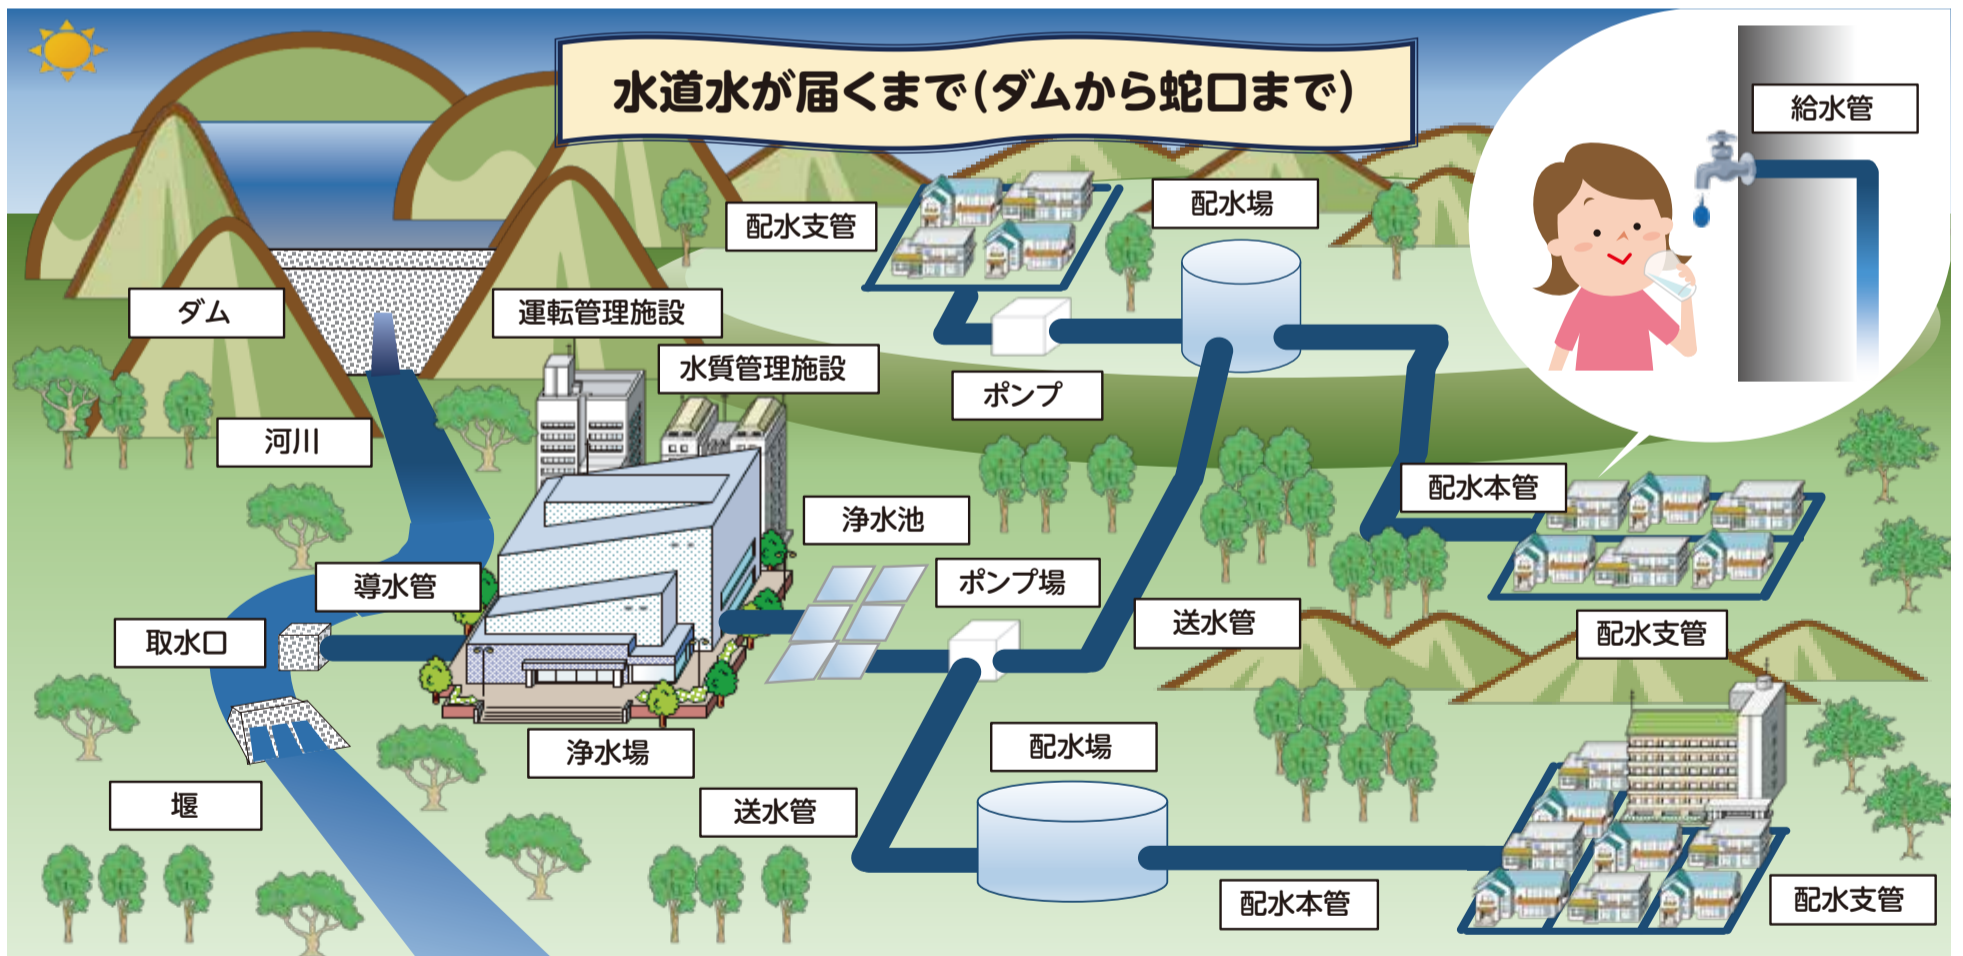 水道水が届くまで(ダムから蛇口まで)
給水管
配水支管
配水場
ダム
運転管理施設
水質管理施設
ポンプ
河川
配水本管
浄水池
導水管
ポンプ場
取水口
送水管
配水支管
浄水場
配水場
堰
送水管
配水本管
配水支管